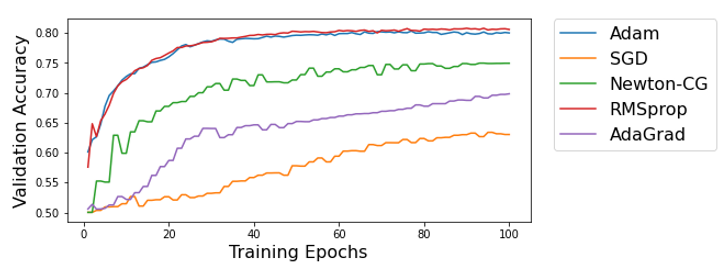 0.80
0.75
0.70
0.65
0.60
0.55
0.50
Validation Accuracy
0 20 40 60 80 100
Training Epochs
Adam
SGD
Newton-CG
RMSprop
AdaGrad